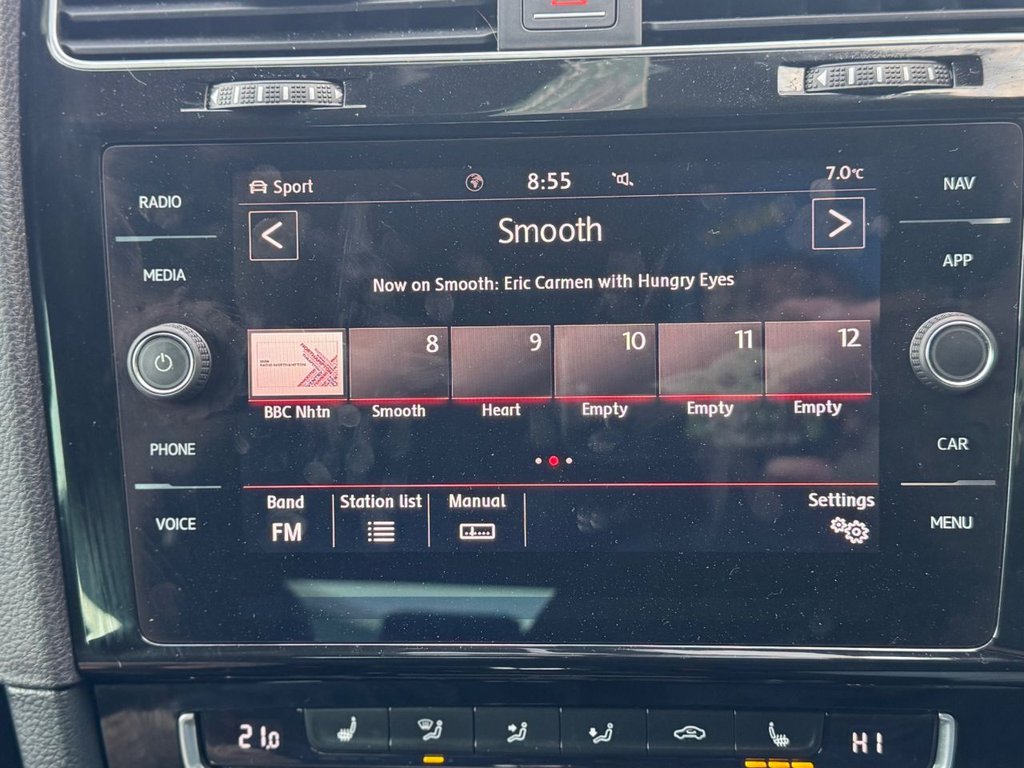 RADIO
MEDIA
PHONE
VOICE
Sport 8:55 7.0°C
Smooth
Now on Smooth: Eric Carmen with Hungry Eyes
8 9 10 11 12
BBC Nhtn Smooth Heart Empty Empty Empty
Band Station list Manual Settings
FM
NAV
APP
CAR
MENU
21.0 HI